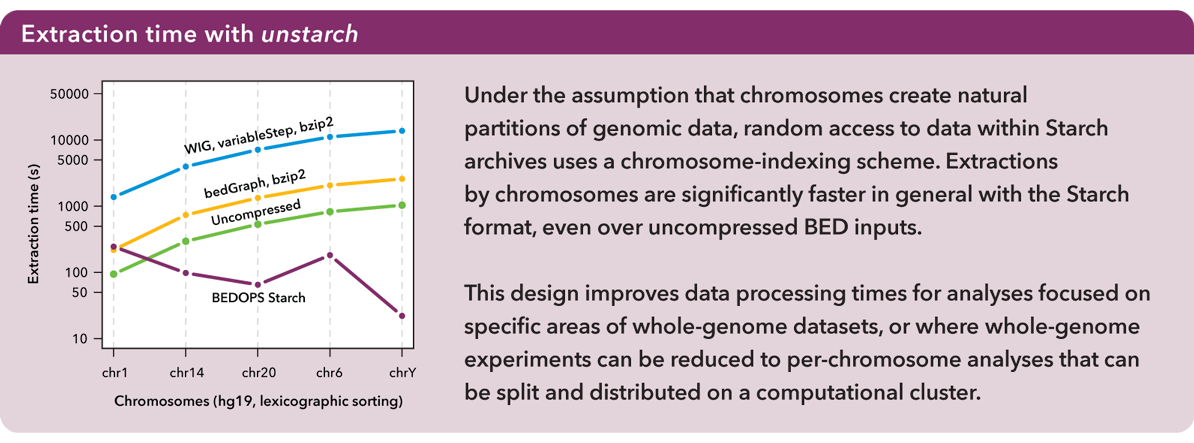 Extraction time with unstarch
Extraction time (s)
50000
10000
5000
1000
500
100
50
10
WIG, variableStep, bzip2
bedGraph, bzip2
Uncompressed
BEDOPS Starch
chr1 chr14 chr20 chr6 chrY
Chromosomes (hg19, lexicographic sorting)
Under the assumption that chromosomes create natural
partitions of genomic data, random access to data within Starch
archives uses a chromosome-indexing scheme. Extractions
by chromosomes are significantly faster in general with the Starch
format, even over uncompressed BED inputs.
This design improves data processing times for analyses focused on
specific areas of whole-genome datasets, or where whole-genome
experiments can be reduced to per-chromosome analyses that can
be split and distributed on a computational cluster.